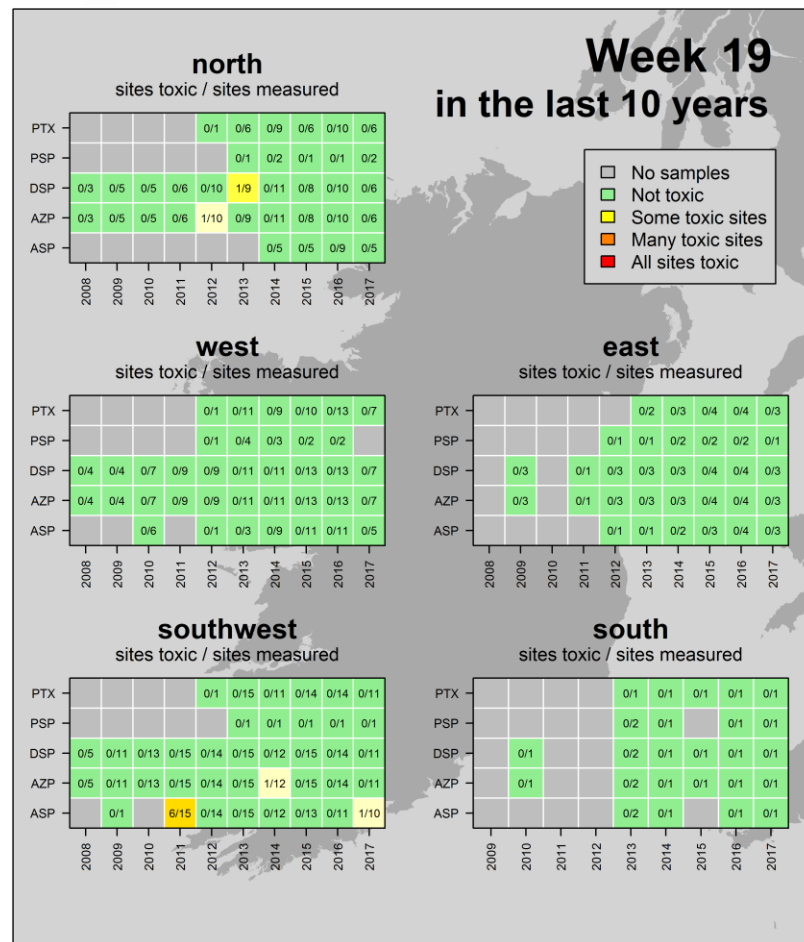 Week 19
in the last 10 years
No samples
Not toxic
Some toxic sites
Many toxic sites
All sites toxic
north
sites toxic / sites measured
PTX 0/1 0/6 0/9 0/6 0/10 0/6
PSP 0/1 0/2 0/1 0/1 0/2
DSP 0/3 0/5 0/5 0/6 0/10 1/9 0/11 0/8 0/10 0/6
AZP 0/3 0/5 0/5 0/6 1/10 0/9 0/11 0/8 0/10 0/6
ASP 0/5 0/5 0/9 0/5
2008 2009 2010 2011 2012 2013 2014 2015 2016 2017
west
sites toxic / sites measured
PTX 0/1 0/11 0/9 0/10 0/13 0/7
PSP 0/1 0/4 0/3 0/2 0/2
DSP 0/4 0/4 0/7 0/9 0/9 0/11 0/11 0/13 0/13 0/7
AZP 0/4 0/4 0/7 0/9 0/9 0/11 0/11 0/13 0/13 0/7
ASP 0/6 0/1 0/3 0/9 0/11 0/11 0/5
2008 2009 2010 2011 2012 2013 2014 2015 2016 2017
east
sites toxic / sites measured
PTX 0/2 0/3 0/4 0/4 0/3
PSP 0/1 0/1 0/2 0/2 0/2 0/1
DSP 0/3 0/1 0/3 0/3 0/3 0/4 0/4 0/3
AZP 0/3 0/1 0/3 0/3 0/3 0/4 0/4 0/3
ASP 0/1 0/1 0/2 0/3 0/4 0/3
2008 2009 2010 2011 2012 2013 2014 2015 2016 2017
southwest
sites toxic / sites measured
PTX 0/1 0/15 0/11 0/14 0/14 0/11
PSP 0/1 0/1 0/1 0/1 0/1
DSP 0/5 0/11 0/13 0/15 0/14 0/15 0/12 0/15 0/14 0/11
AZP 0/5 0/11 0/13 0/15 0/14 0/15 1/12 0/15 0/14 0/11
ASP 0/1 6/15 0/14 0/15 0/12 0/13 0/11 1/10
2008 2009 2010 2011 2012 2013 2014 2015 2016 2017
south
sites toxic / sites measured
PTX 0/1 0/1 0/1 0/1 0/1
PSP 0/2 0/1 0/1 0/1
DSP 0/1 0/2 0/1 0/1 0/1 0/1
AZP 0/1 0/2 0/1 0/1 0/1 0/1
ASP 0/2 0/1 0/1 0/1
2009 2010 2011 2012 2013 2014 2015 2016 2017